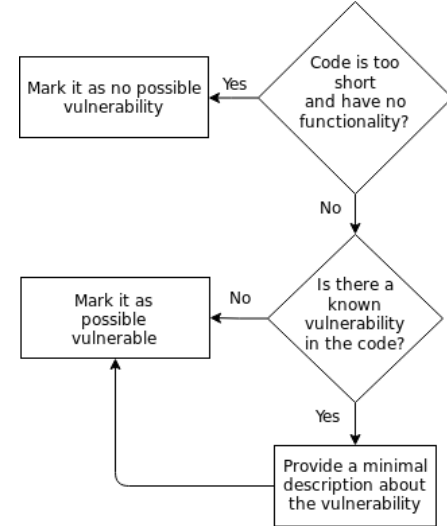 Code is too
short
and have no
functionality?
Yes
Mark it as no possible
vulnerability
No
Is there a
known
vulnerability
in the code?
No
Mark it as
possible
vulnerable
Yes
Provide a minimal
description about
the vulnerability